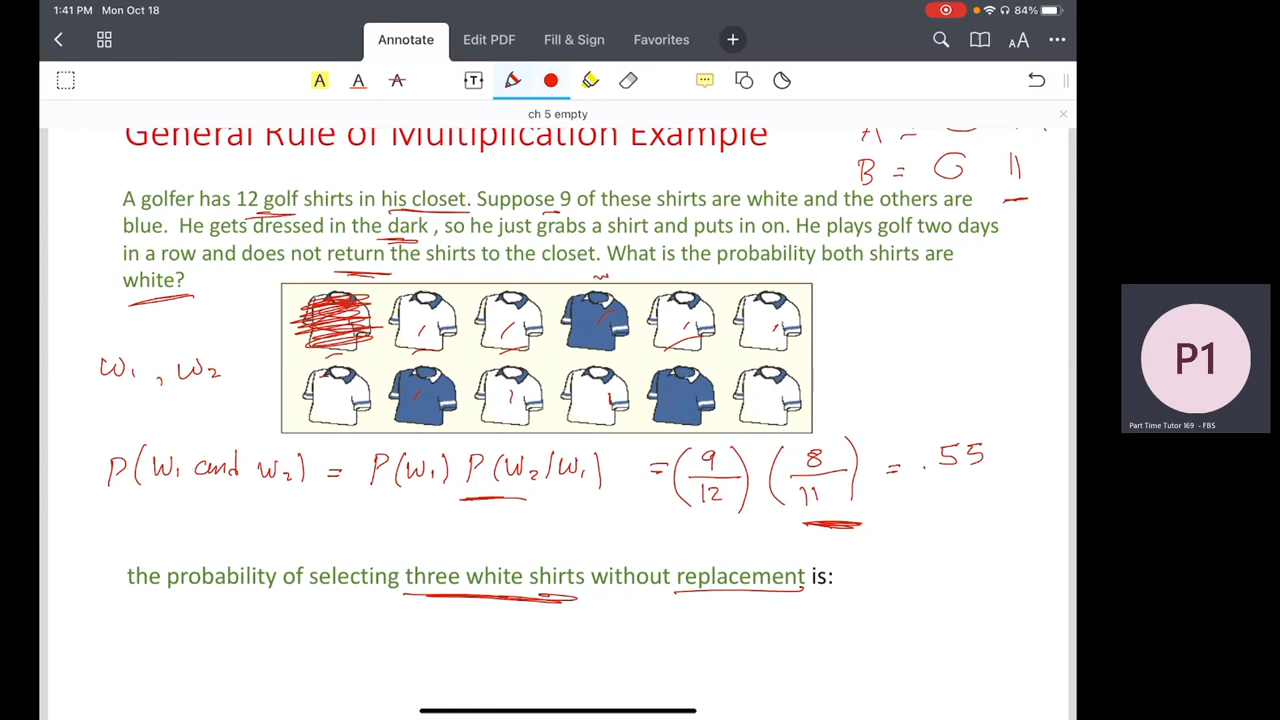 1:41 PM Mon Oct 18
84%
Annotate Edit PDF Fill & Sign Favorites
ch 5 empty
General Rule of Multiplication Example
B = G 11
A golfer has 12 golf shirts in his closet. Suppose 9 of these shirts are white and the others are
blue. He gets dressed in the dark , so he just grabs a shirt and puts in on. He plays golf two days
in a row and does not return the shirts to the closet. What is the probability both shirts are
white?
W1 , W2
P(W1 and W2) = P(W1) P(W2/W1) = (9/12) (8/11) = .55
the probability of selecting three white shirts without replacement is:
P1
Part Time Tutor 169 - FBS